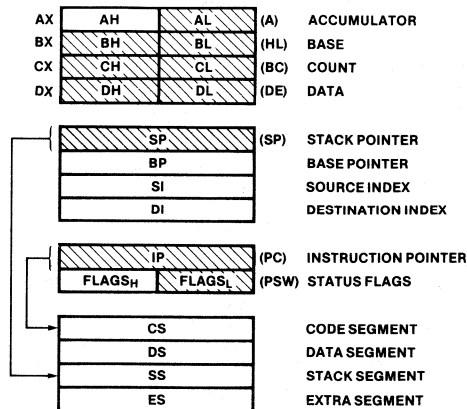 AX AH AL (A) ACCUMULATOR
BX BH BL (HL) BASE
CX CH CL (BC) COUNT
DX DH DL (DE) DATA
SP (SP) STACK POINTER
BP BASE POINTER
SI SOURCE INDEX
DI DESTINATION INDEX
IP (PC) INSTRUCTION POINTER
FLAGSH FLAGSL (PSW) STATUS FLAGS
CS CODE SEGMENT
DS DATA SEGMENT
SS STACK SEGMENT
ES EXTRA SEGMENT